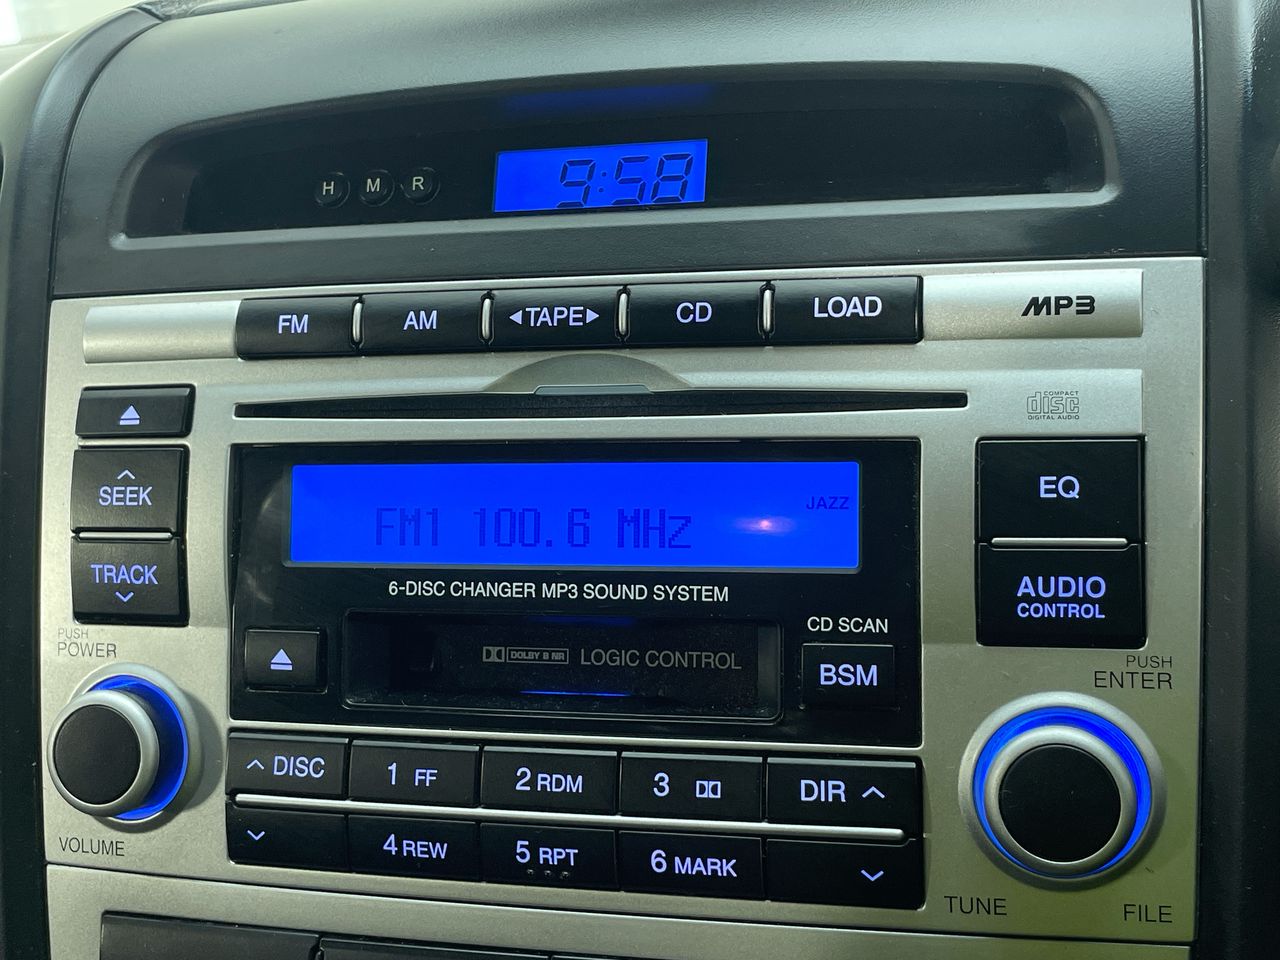 9:58
H M R
FM AM TAPE CD LOAD MP3
COMPACT
disc
DIGITAL AUDIO
SEEK
TRACK
JAZZ
FM1 100.6 MHz
EQ
AUDIO
CONTROL
6-DISC CHANGER MP3 SOUND SYSTEM
CD SCAN
BSM
DOLBY B NR LOGIC CONTROL
PUSH
POWER
VOLUME
PUSH
ENTER
DISC 1 FF 2 RDM 3 DIR
4 REW 5 RPT 6 MARK
TUNE FILE